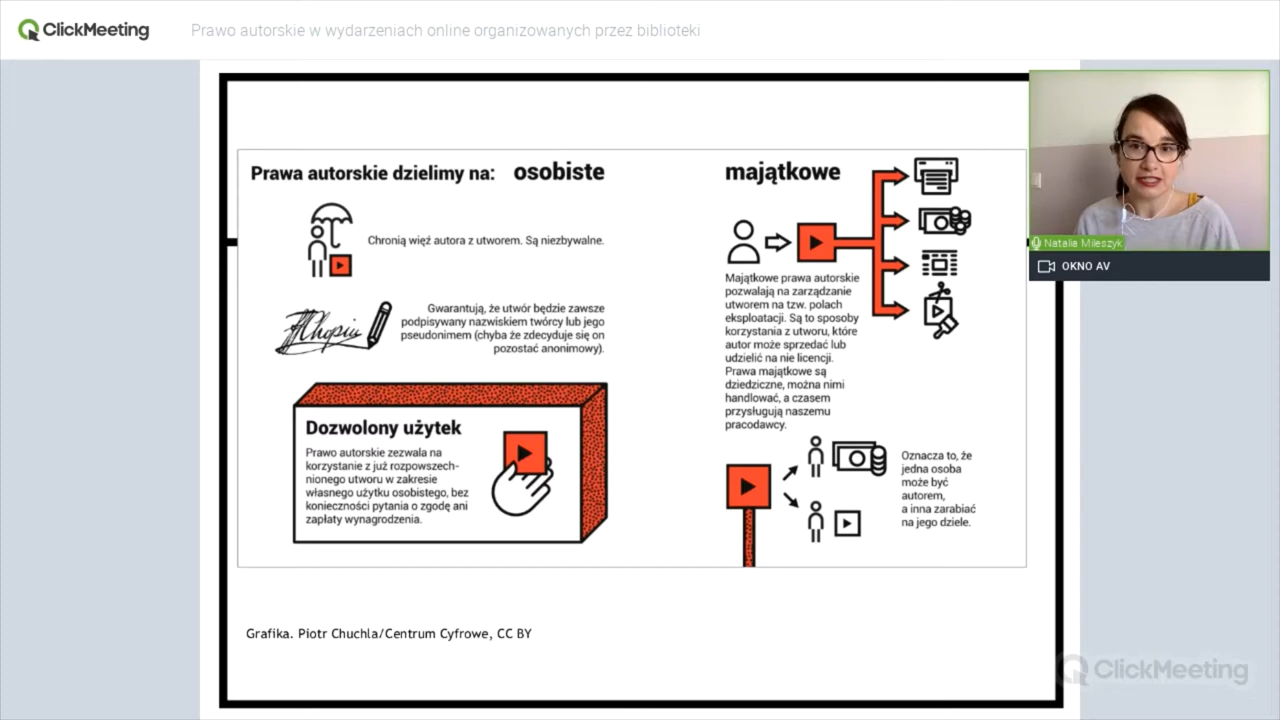 ClickMeeting
Prawo autorskie w wydarzeniach online organizowanych przez biblioteki
Prawa autorskie dzielimy na: osobiste
Chronią więź autora z utworem. Są niezbywalne.
Chopin
Gwarantują, że utwór będzie zawsze
podpisywany nazwiskiem twórcy lub jego
pseudonimem (chyba że zdecyduje się on
pozostać anonimowy).
Dozwolony użytek
Prawo autorskie zezwala na
korzystanie z już rozpowszech-
nionego utworu w zakresie
własnego użytku osobistego, bez
konieczności pytania o zgodę ani
zapłaty wynagrodzenia.
majątkowe
Majątkowe prawa autorskie
pozwalają na zarządzanie
utworem na tzw. polach
eksploatacji. Są to sposoby
korzystania z utworu, które
autor może sprzedać lub
udzielić na nie licencji.
Prawa majątkowe są
dziedziczne, można nimi
handlować, a czasem
przysługują naszemu
pracodawcy.
Oznacza to, że
jedna osoba
może być
autorem,
a inna zarabiać
na jego dziele.
Grafika. Piotr Chuchla/Centrum Cyfrowe, CC BY
Natalia Mileszyk
OKNO AV
ClickMeeting